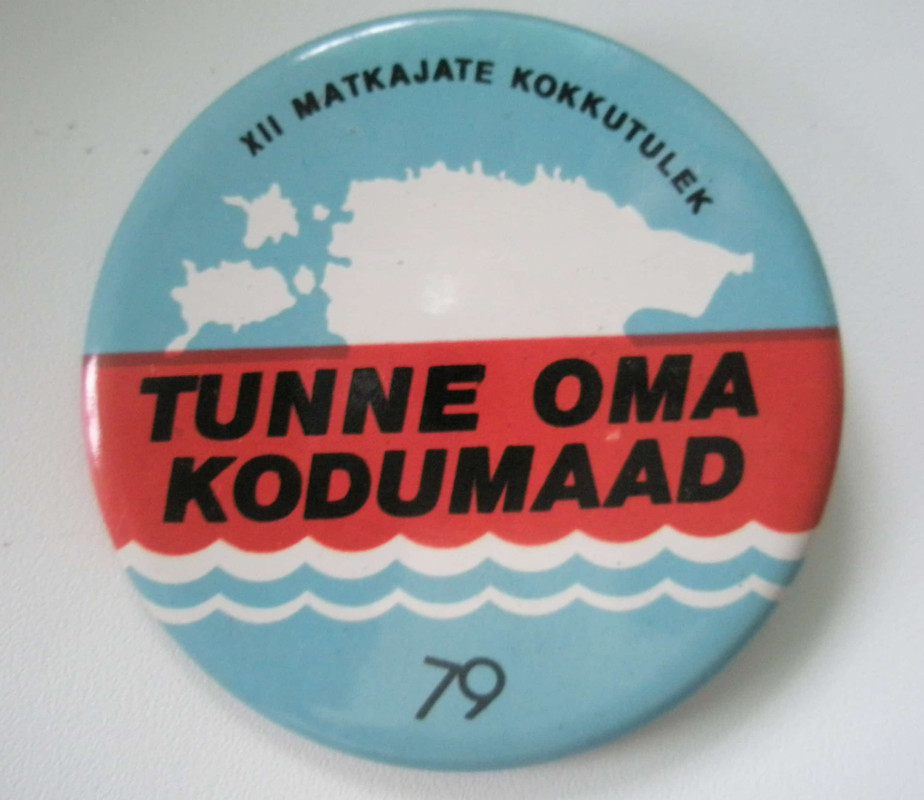 XII MATKAJATE KOKKUTULEK
TUNNE OMA
KODUMAAD
79